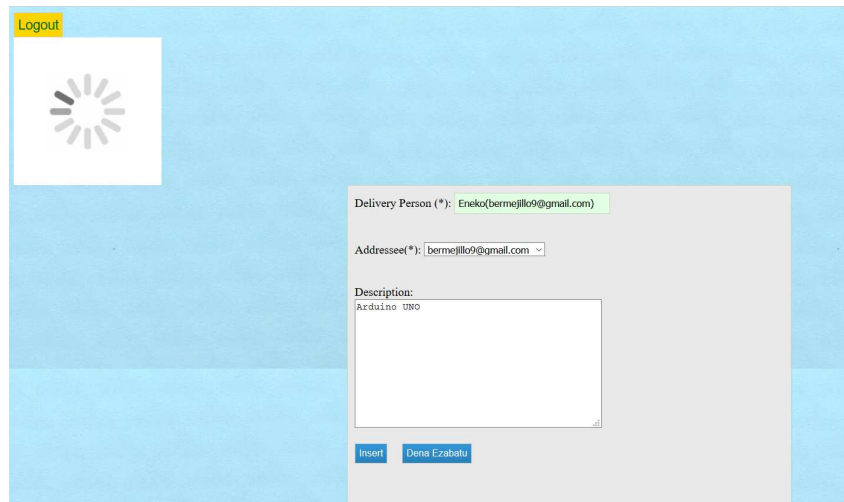 Logout
Delivery Person (*): Eneko(bermejillo9@gmail.com)
Addressee(*): bermejillo9@gmail.com
Description:
Arduino UNO
Insert Dena Ezabatu